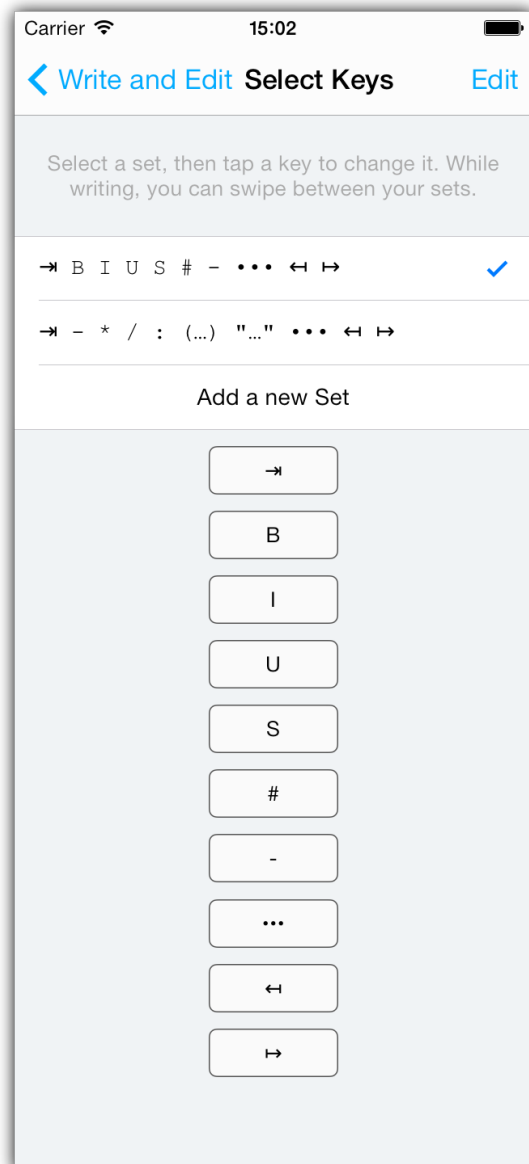 Carrier 15:02
Write and Edit Select Keys Edit
Select a set, then tap a key to change it. While
writing, you can swipe between your sets.
⇥ B I U S # - ••• ↤ ↦
⇥ - * / : (…) "…" ••• ↤ ↦
Add a new Set
⇥
B
I
U
S
#
-
•••
↤
↦